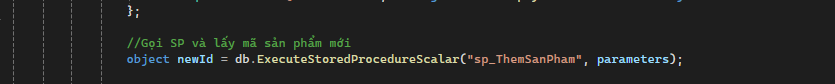 };
//Gọi SP và lấy mã sản phẩm mới
object newId = db.ExecuteStoredProcedureScalar("sp_ThemSanPham", parameters);